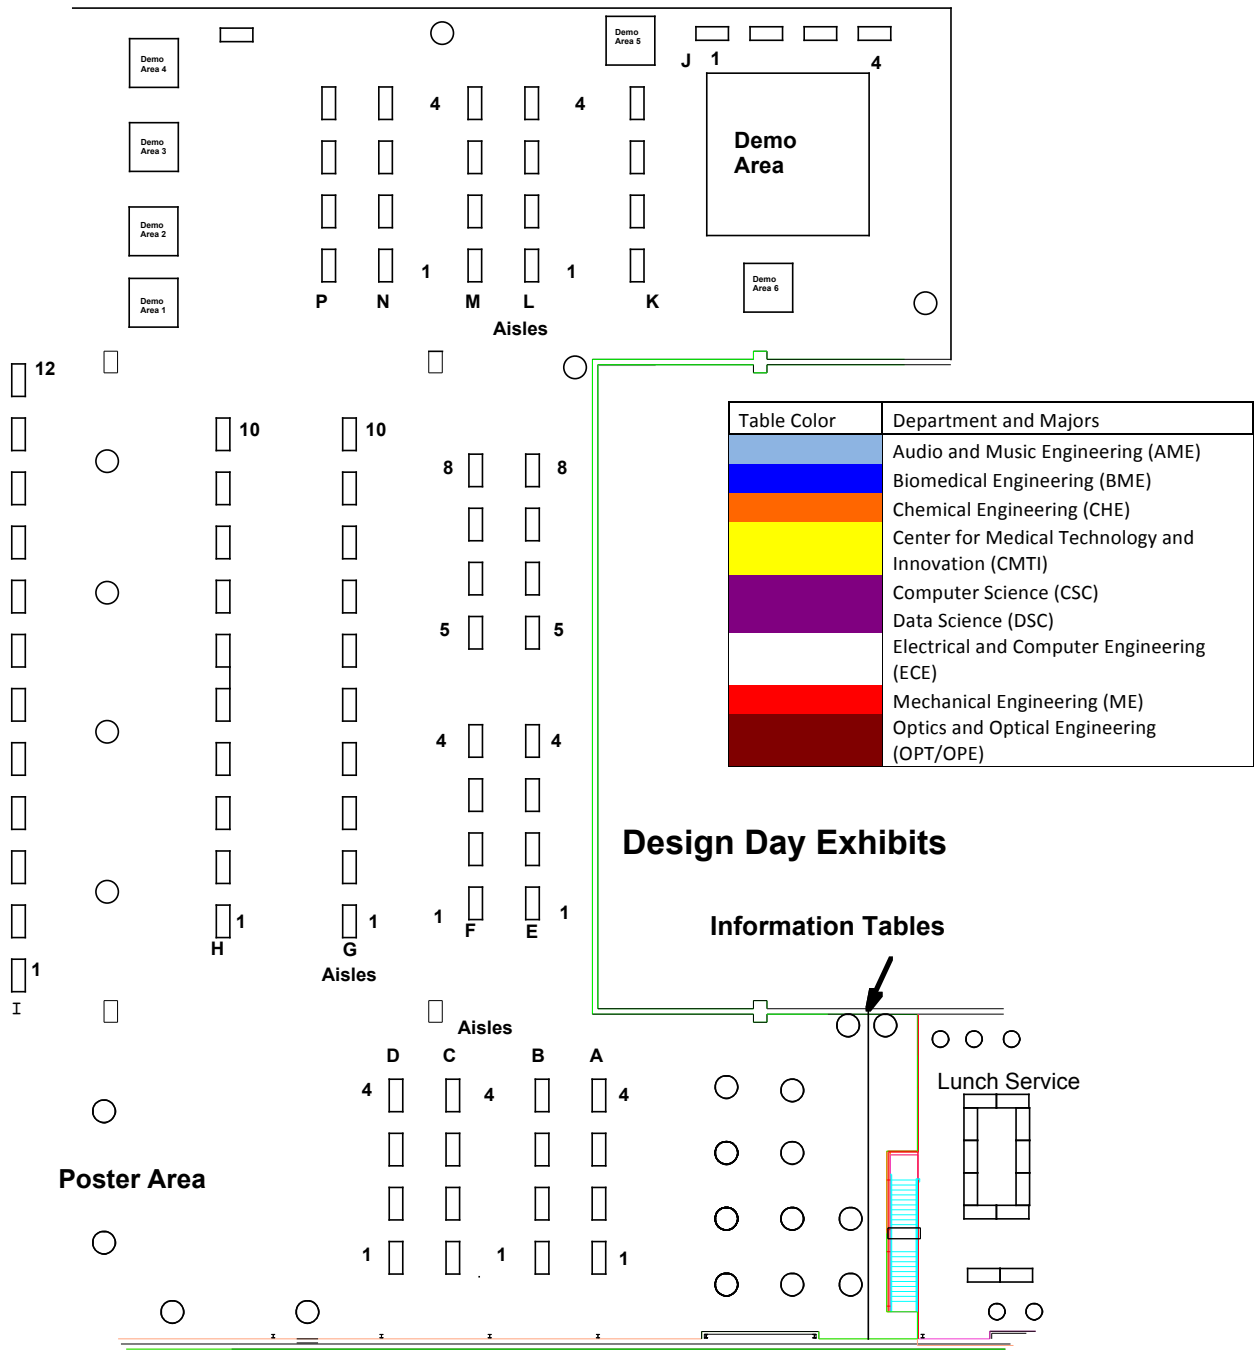 Demo
Area 4
Demo
Area 5
J
1
4
4
4
Demo
Area
Demo
Area 3
Demo
Area 2
1
1
Demo
Area 6
Demo
Area 1
P
N
M
L
K
Aisles
12
10
10
8
8
5
5
4
4
1
1
1
1
1
H
G
F
E
I
Aisles
Table Color
Department and Majors
Audio and Music Engineering (AME)
Biomedical Engineering (BME)
Chemical Engineering (CHE)
Center for Medical Technology and
Innovation (CMTI)
Computer Science (CSC)
Data Science (DSC)
Electrical and Computer Engineering
(ECE)
Mechanical Engineering (ME)
Optics and Optical Engineering
(OPT/OPE)
Design Day Exhibits
Information Tables
Aisles
D
C
B
A
4
4
4
Lunch Service
Poster Area
1
1
1